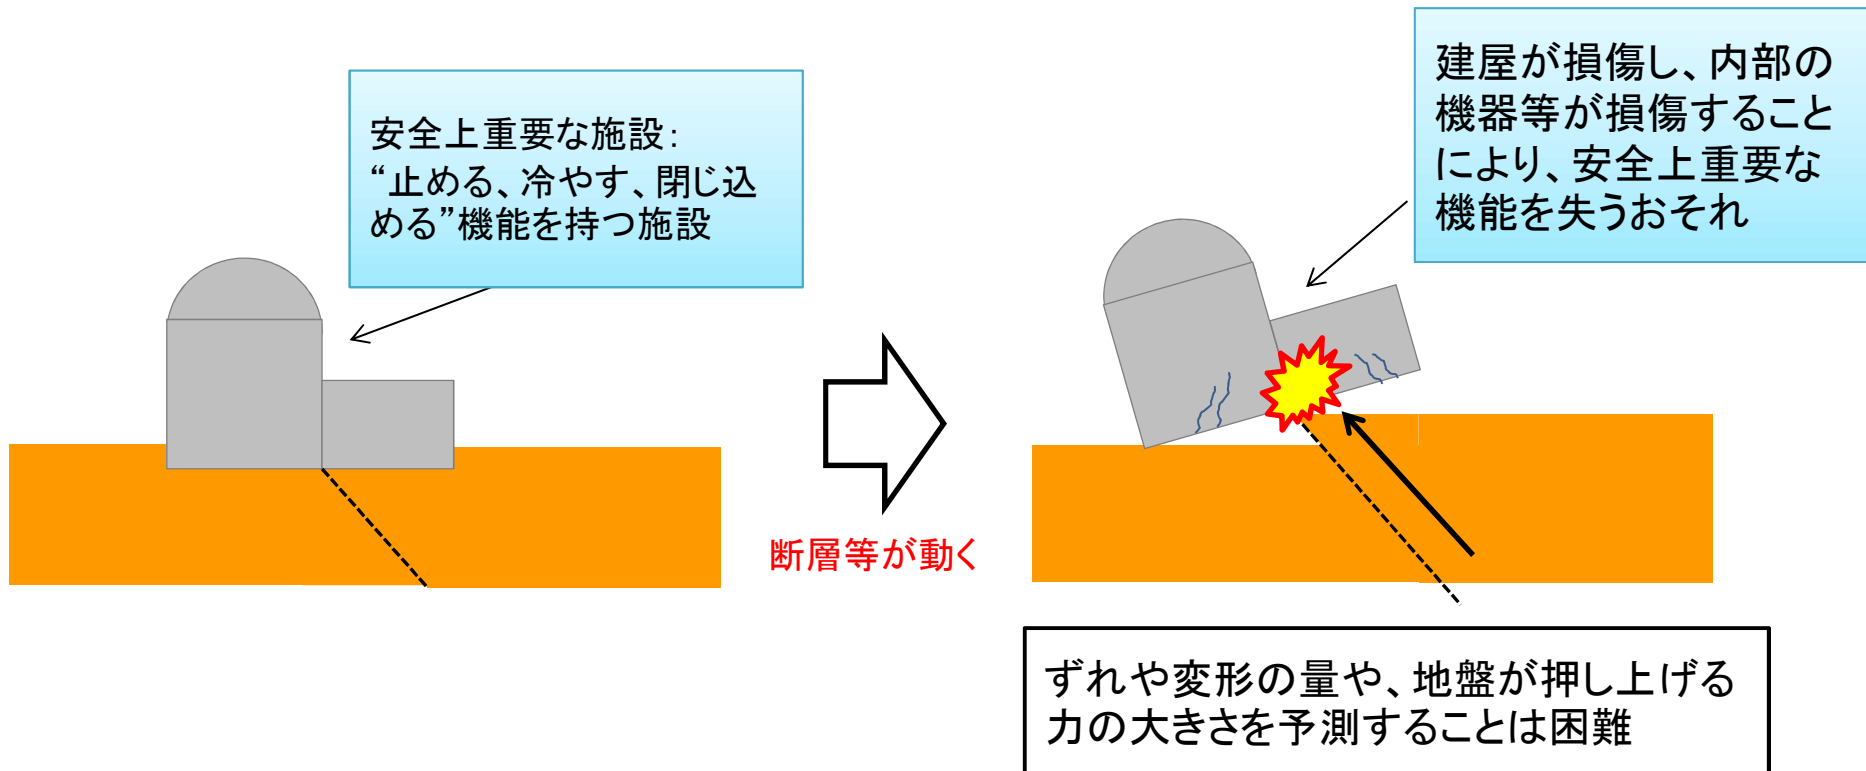 安全上重要な施設：
“止める、冷やす、閉じ込
める”機能を持つ施設
断層等が動く
建屋が損傷し、内部の
機器等が損傷すること
により、安全上重要な
機能を失うおそれ
ずれや変形の量や、地盤が押し上げる
力の大きさを予測することは困難